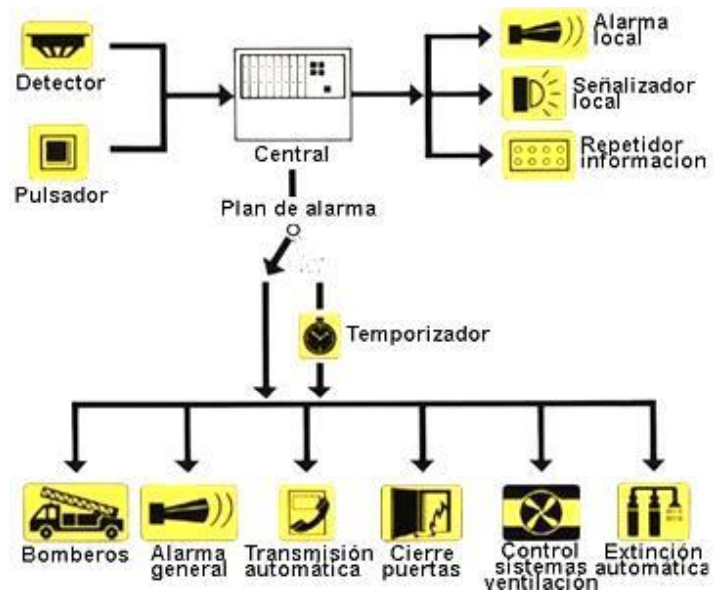 Detector
Pulsador
Central
Alarma
local
Señalizador
local
Repetidor
informacion
Plan de alarma
Temporizador
Bomberos
Alarma
general
Transmisión
automática
Cierre
puertas
Control
sistemas
ventilación
Extinción
automática